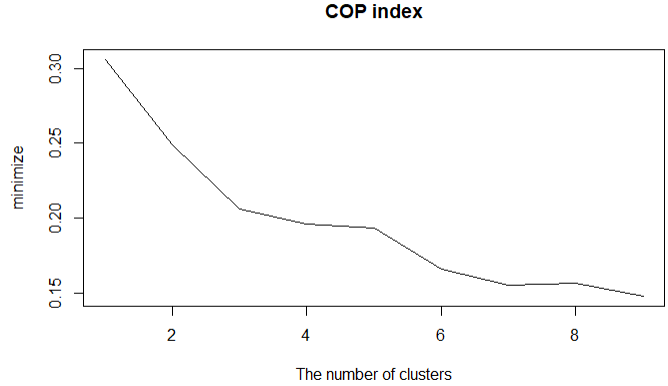 COP index
minimize
0.30
0.25
0.20
0.15
2 4 6 8
The number of clusters